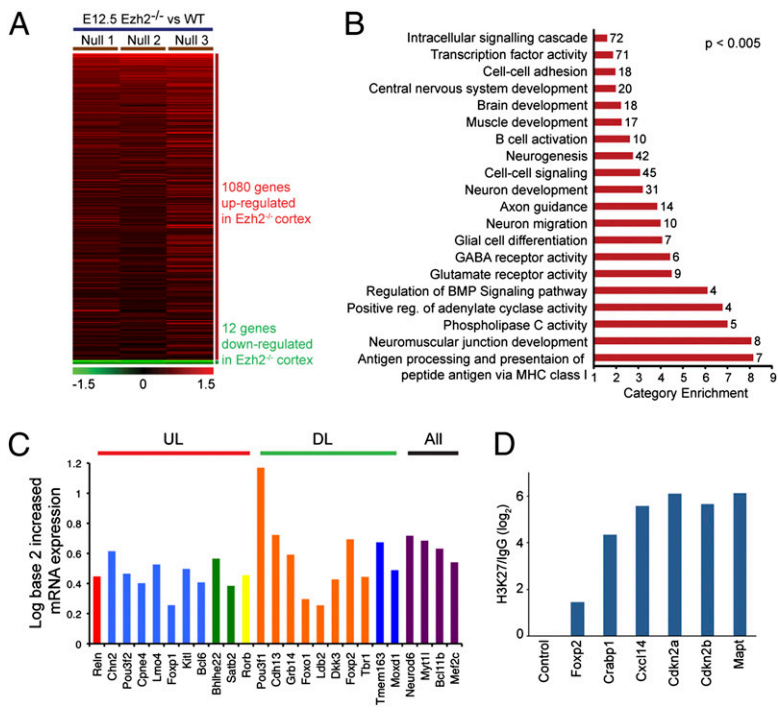 A
E12.5 Ezh2-/- vs WT
Null 1 Null 2 Null 3
1080 genes
up-regulated
in Ezh2-/- cortex
12 genes
down-regulated
in Ezh2-/- cortex
-1.5 0 1.5
B
p < 0.005
Intracellular signalling cascade 72
Transcription factor activity 71
Cell-cell adhesion 18
Central nervous system development 20
Brain development 18
Muscle development 17
B cell activation 10
Neurogenesis 42
Cell-cell signaling 45
Neuron development 31
Axon guidance 14
Neuron migration 10
Glial cell differentiation 7
GABA receptor activity 6
Glutamate receptor activity 9
Regulation of BMP Signaling pathway 4
Positive reg. of adenylate cyclase activity 4
Phospholipase C activity 5
Neuromuscular junction development 8
Antigen processing and presentaion of 7
peptide antigen via MHC class I
1 2 3 4 5 6 7 8 9
Category Enrichment
C
UL DL All
Log base 2 increased
mRNA expression
1.2
1
0.8
0.6
0.4
0.2
0
Reln
Chn2
Pou3f2
Cpne4
Lmo4
Foxp1
Kitl
Bcl6
Bhlhe22
Satb2
Rorb
Pou3f1
Cdh13
Grb14
Foxo1
Ldb2
Dkk3
Foxp2
Tbr1
Tmem163
Moxd1
Neurod6
Myt1l
Bcl11b
Mef2c
D
H3K27/IgG (log2)
6
4
2
0
Control
Foxp2
Crabp1
Cxcl14
Cdkn2a
Cdkn2b
Mapt